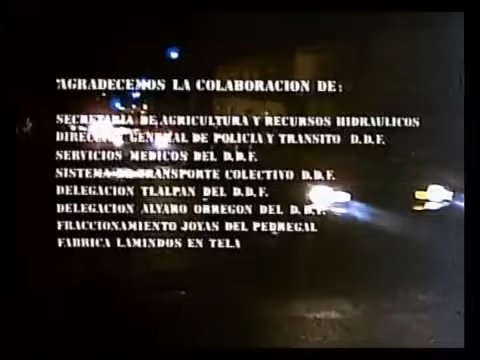 AGRADECEMOS LA COLABORACION DE:
SECRETARIA DE AGRICULTURA Y RECURSOS HIDRAULICOS
DIRECCION GENERAL DE POLICIA Y TRANSITO D.D.F.
SERVICIOS MEDICOS DEL D.D.F.
SISTEMA DE TRANSPORTE COLECTIVO D.D.F.
DELEGACION TLALPAN DEL D.D.F.
DELEGACION ALVARO OBREGON DEL D.D.F.
FRACCIONAMIENTO JOYAS DEL PEDREGAL
FABRICA LAMINDOS EN TELA